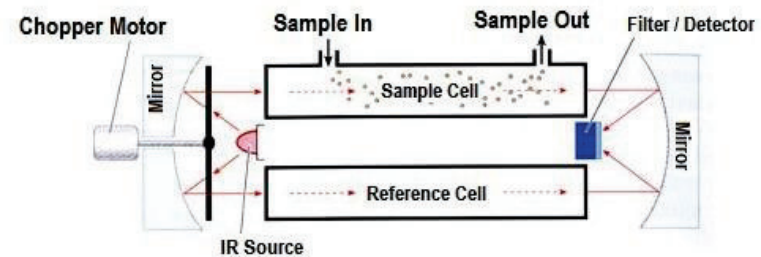 Chopper Motor
Sample In
Sample Out
Filter / Detector
Mirror
Sample Cell
Mirror
Reference Cell
IR Source